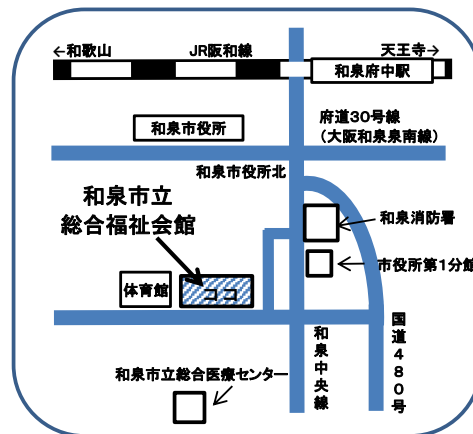 ←和歌山
JR阪和線
天王寺→
和泉府中駅
府道30号線
(大阪和泉泉南線)
和泉市役所
和泉市役所北
和泉市立
総合福祉会館
和泉消防署
市役所第1分館
体育館
ココ
和泉中央線
国道480号
和泉市立総合医療センター